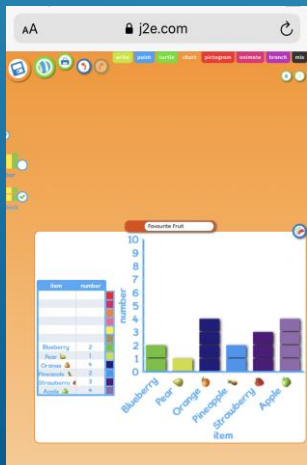 AA j2e.com
write paint turtle chart pictogram animate branch mix
Favourite Fruit
10
9
8
7
6
5
4
3
2
1
0
number
item number
Blueberry 2
Pear 1
Orange 4
Pineapple 2
Strawberry 3
Apple 4
Blueberry
Pear
Orange
Pineapple
Strawberry
Apple
item